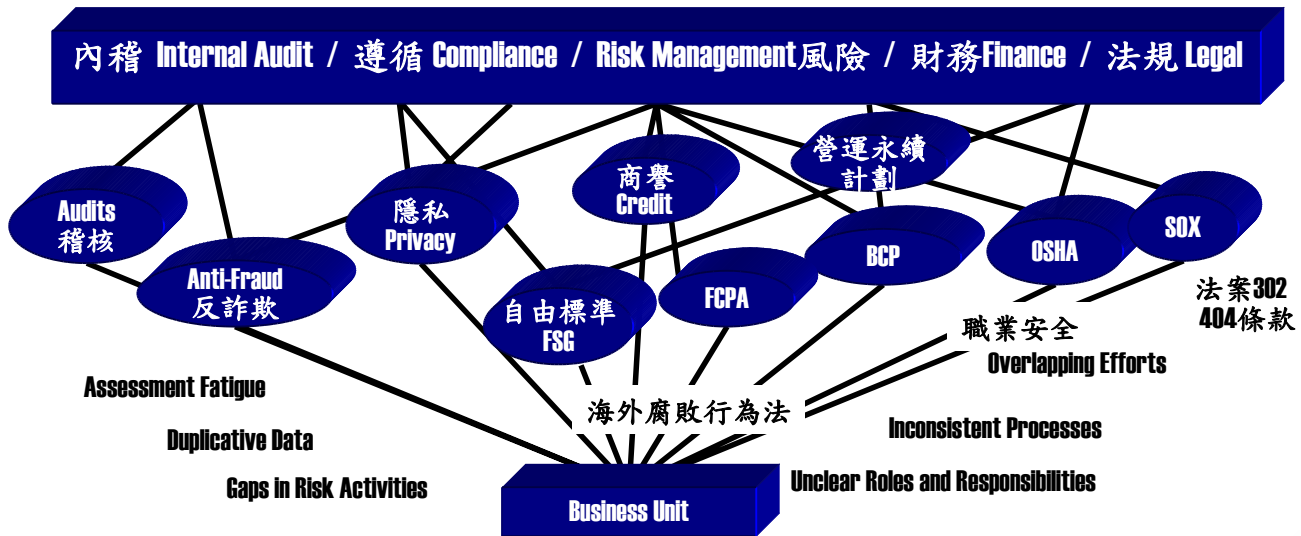 內稽 Internal Audit / 遵循 Compliance / Risk Management風險 / 財務Finance / 法規 Legal
營運永續
計劃
商譽
Credit
Audits
稽核
隱私
Privacy
SOX
BCP
OSHA
Anti-Fraud
反詐欺
自由標準
FSG
FCPA
法案302
404條款
職業安全
Overlapping Efforts
Assessment Fatigue
海外腐敗行為法
Inconsistent Processes
Duplicative Data
Gaps in Risk Activities
Unclear Roles and Responsibilities
Business Unit